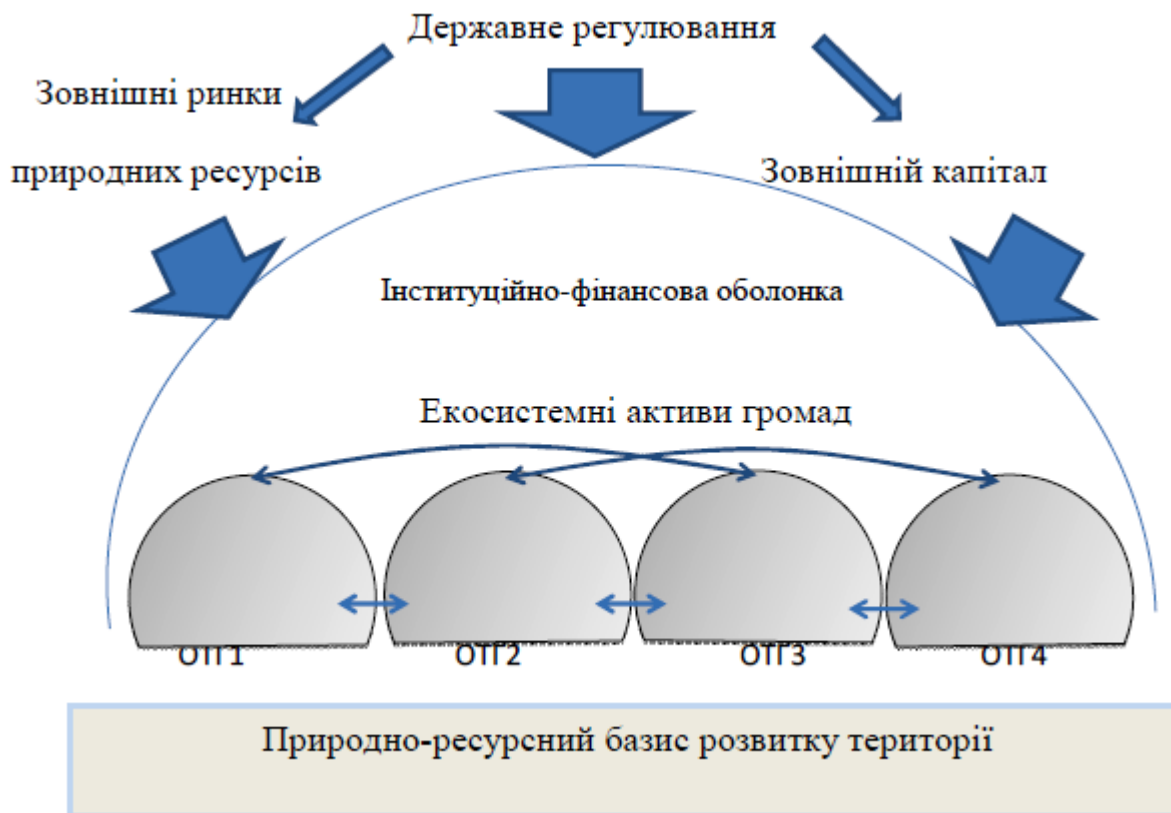 Державне регулювання
Зовнішні ринки
природних ресурсів
Зовнішній капітал
Інституційно-фінансова оболонка
Екосистемні активи громад
ОТГ1
ОТГ2
ОТГ3
ОТГ4
Природно-ресурсний базис розвитку території